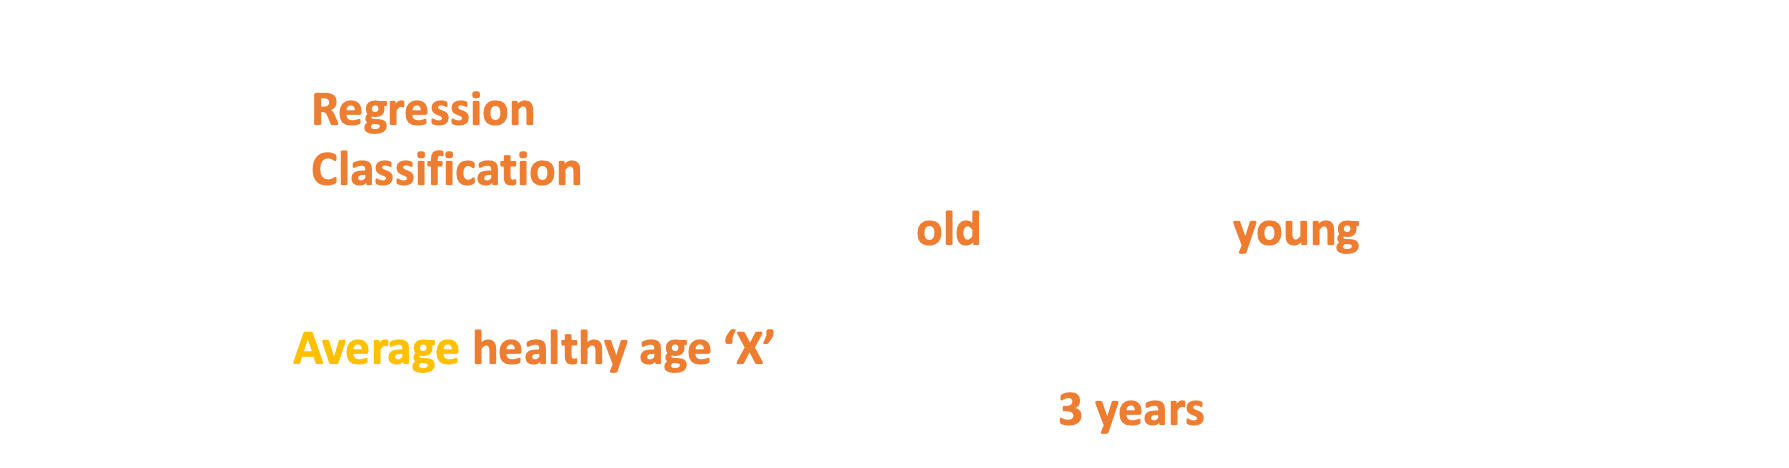 Regression
Classification
old young
Average healthy age ‘X’
3 years